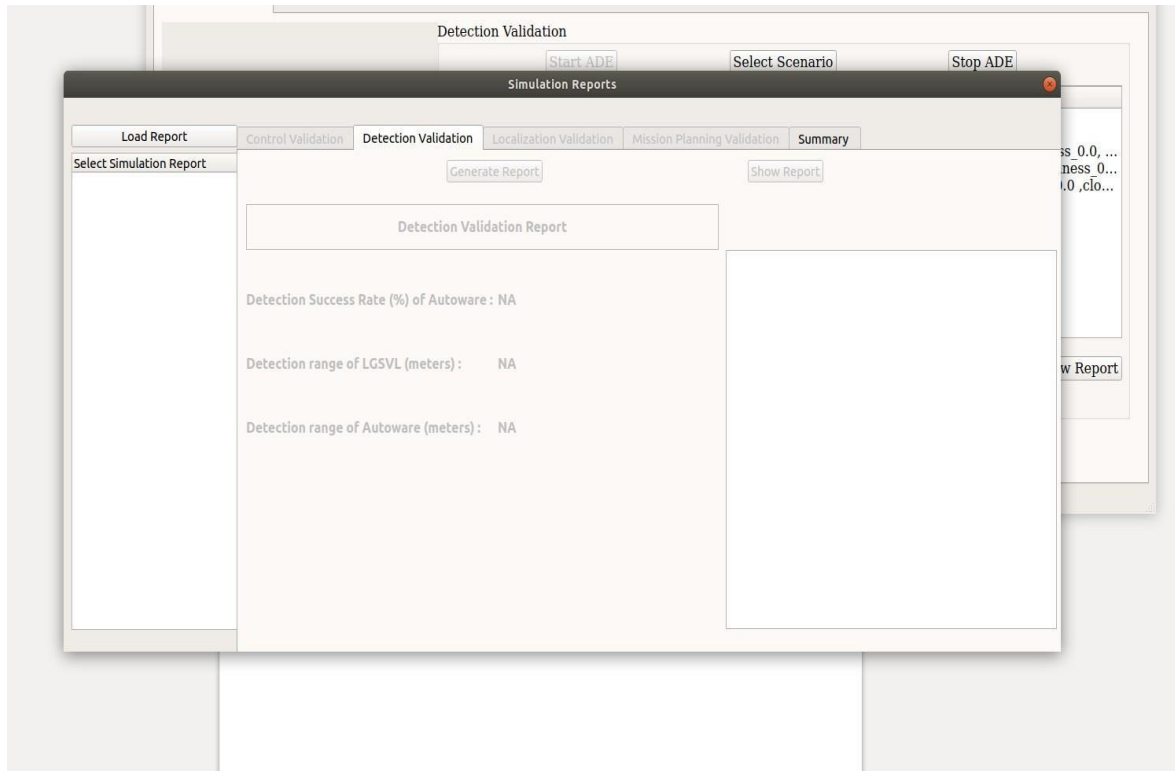 Detection Validation
Start ADE
Select Scenario
Stop ADE
Simulation Reports
Load Report
Control Validation
Detection Validation
Localization Validation
Mission Planning Validation
Summary
Select Simulation Report
Generate Report
Show Report
Detection Validation Report
Detection Success Rate (%) of Autoware : NA
Detection range of LGSVL (meters) : NA
Detection range of Autoware (meters) : NA
ss_0.0, ...
ness_0...
.0 ,clo...
w Report